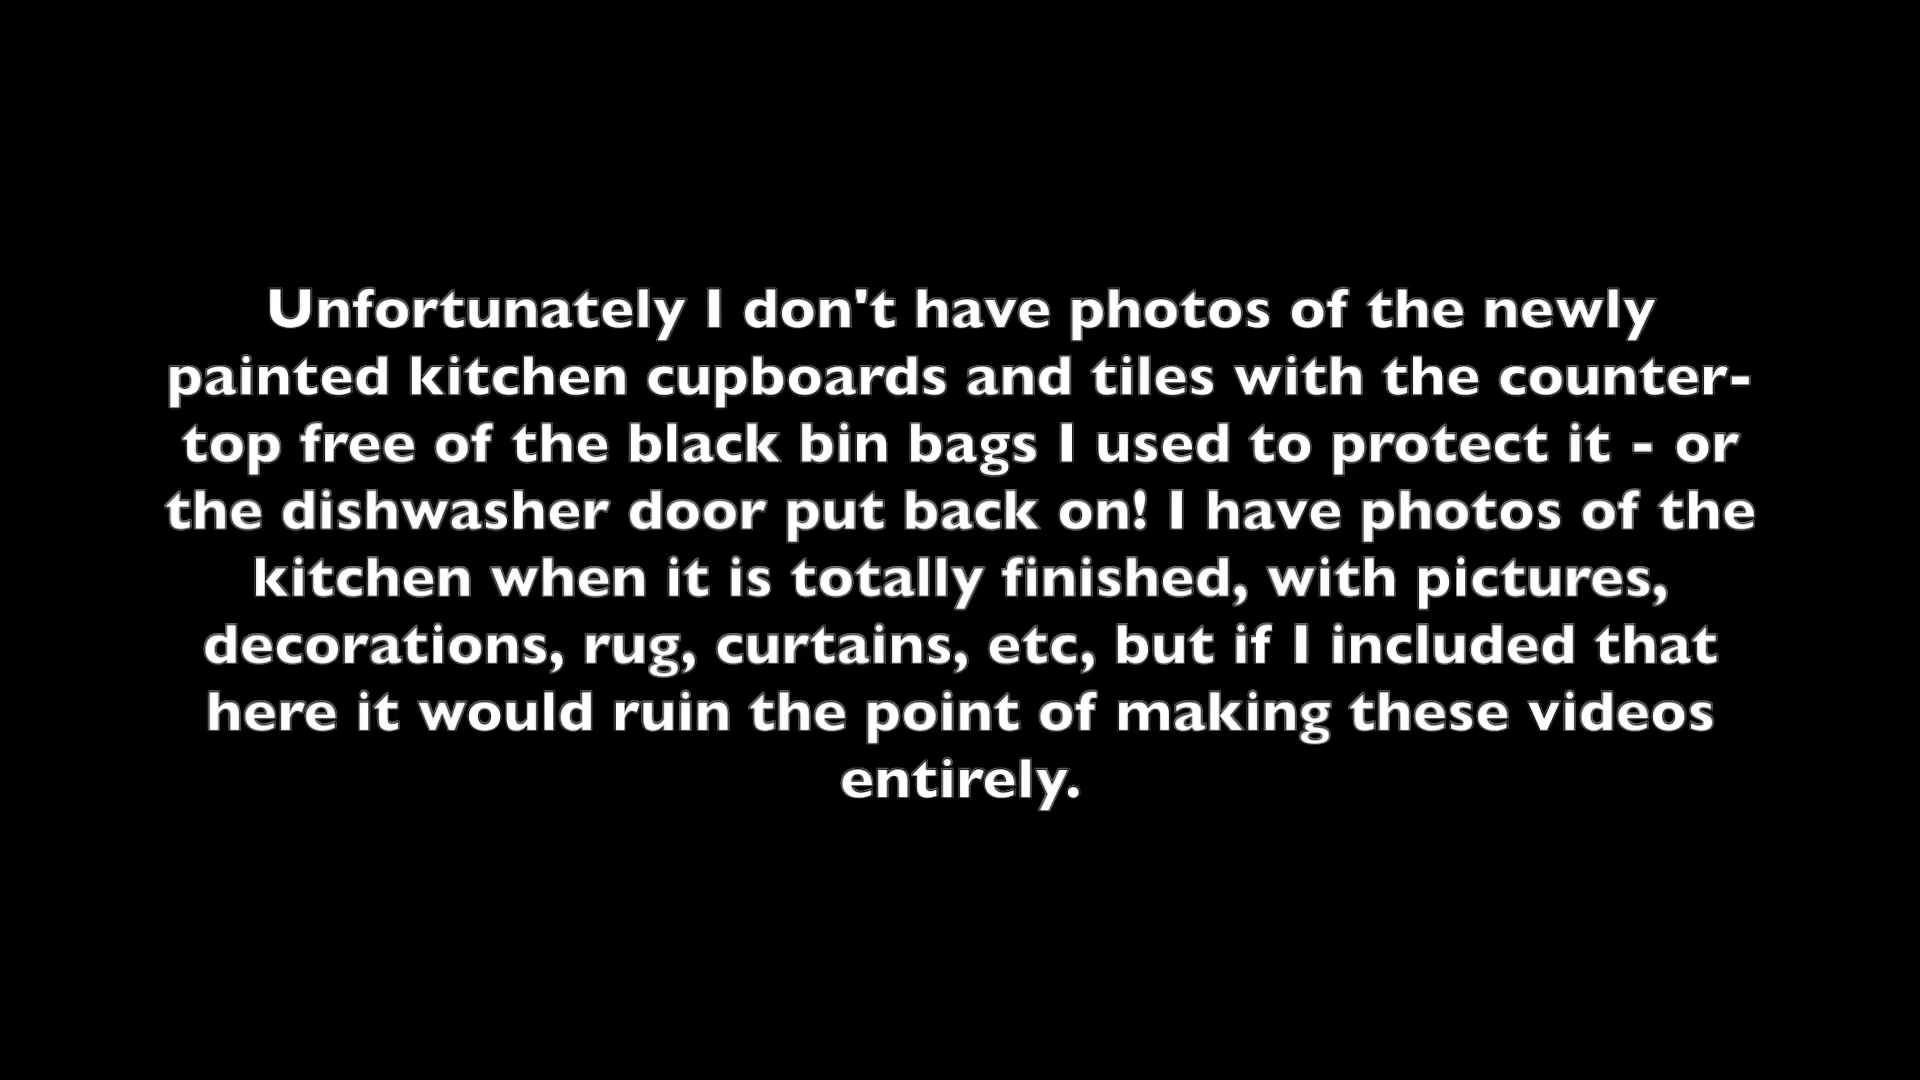 Unfortunately I don't have photos of the newly
painted kitchen cupboards and tiles with the counter-
top free of the black bin bags I used to protect it - or
the dishwasher door put back on! I have photos of the
kitchen when it is totally finished, with pictures,
decorations, rug, curtains, etc, but if I included that
here it would ruin the point of making these videos
entirely.